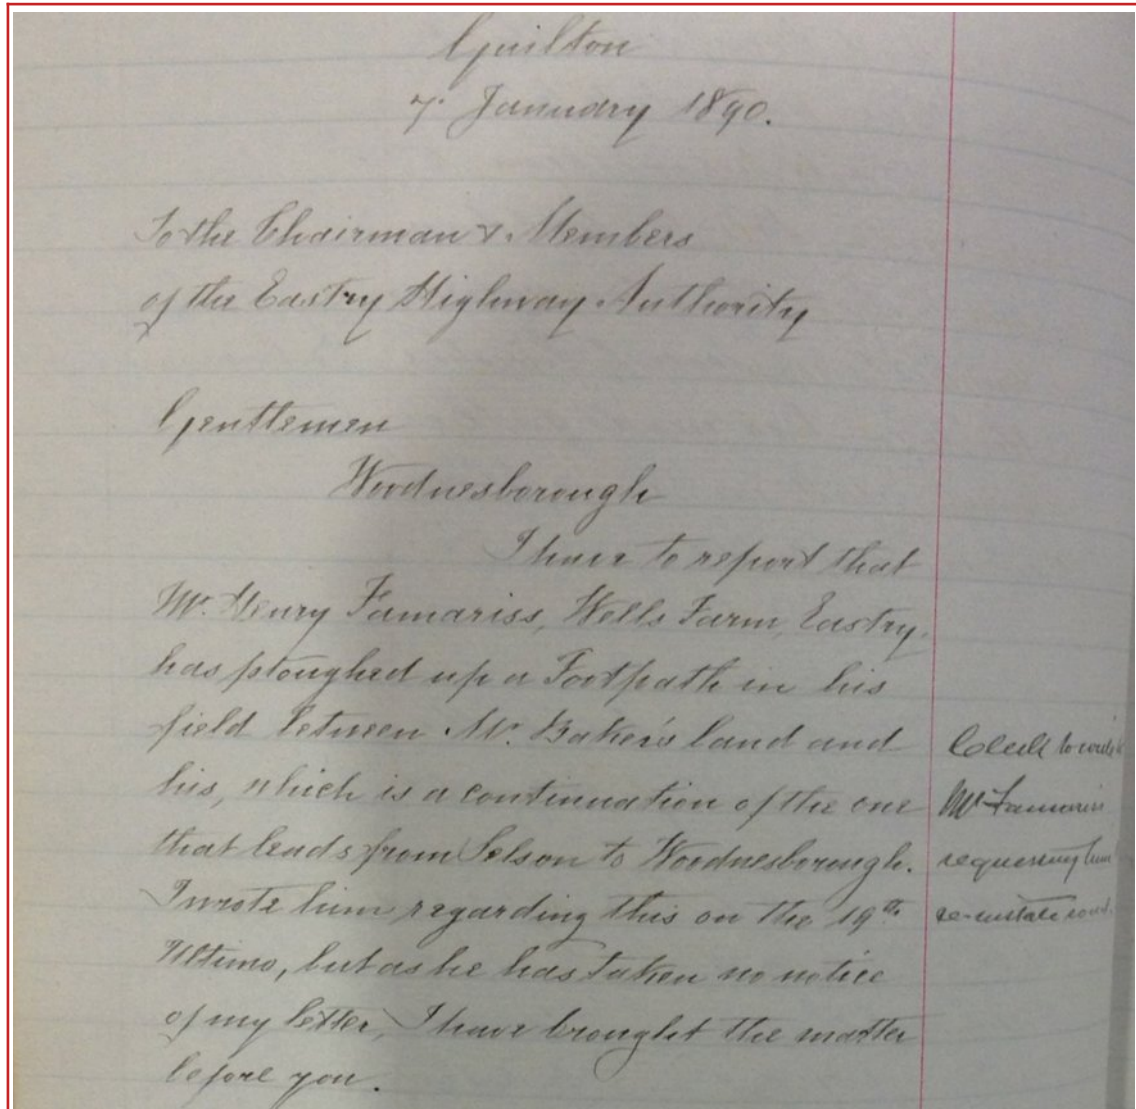 Guilton
7. January 1890.
To the Chairman & Members
of the Eastry Highway Authority
Gentlemen
Woodnesborough
I have to report that
Mr. Henry Famariss, Wells Farm, Eastry,
has ploughed up a Footpath in his
field between Mr. Baker's land and
his, which is a continuation of the one
that leads from Selson to Woodnesborough.
I wrote him regarding this on the 19th
Ultimo, but as he has taken no notice
of my letter, I have brought the matter
before you.
Clerk to write
Mr Famariss
requesting him
re-instate